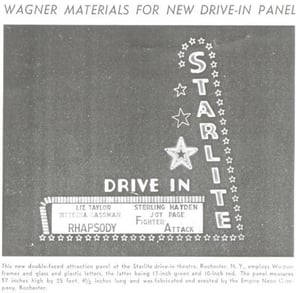 WAGNER MATERIALS FOR NEW DRIVE-IN PANEL
STARLITE
DRIVE IN
LIZ TAYLOR STERLING HAYDEN
VITTORIA GASSMAN JOY PAGE
RHAPSODY FIGHTER ATTACK
This new double-faced attraction panel at the Starlite drive-in theatre, Rochester, N. Y., employs Wagner
frames and glass and plastic letters, the latter being 17-inch green and 10-inch red. The panel measures
57 inches high by 25 feet, 4½ inches long and was fabricated and erected by the Empire Neon Com-
pany, Rochester.